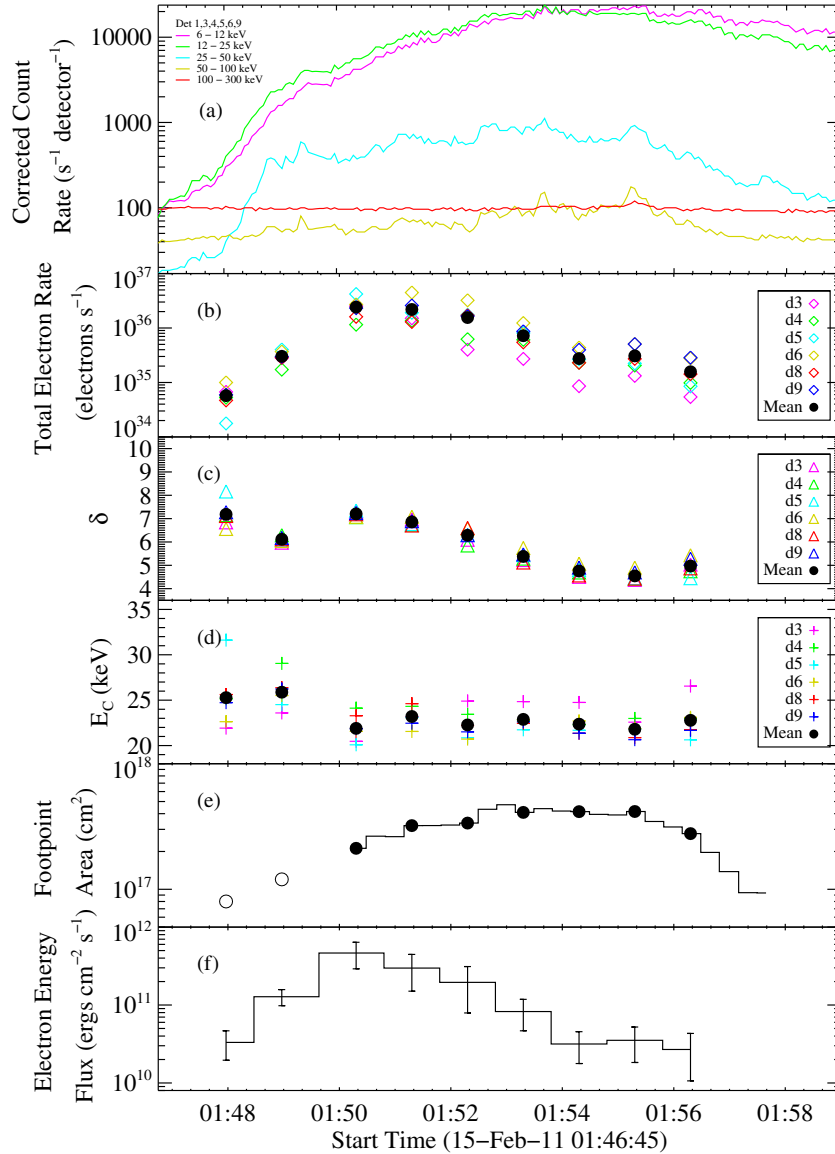 Det 1,3,4,5,6,9
6 − 12 keV
12 − 25 keV
25 − 50 keV
50 − 100 keV
100 − 300 keV
(a)
10000
1000
100
Corrected Count
Rate (s⁻¹ detector⁻¹)
(b)
10³⁷
10³⁶
10³⁵
10³⁴
Total Electron Rate
(electrons s⁻¹)
d3
d4
d5
d6
d8
d9
Mean
(c)
10
9
8
7
6
5
4
δ
d3
d4
d5
d6
d8
d9
Mean
(d)
35
30
25
20
E_C (keV)
d3
d4
d5
d6
d8
d9
Mean
(e)
10¹⁸
10¹⁷
Footpoint
Area (cm²)
(f)
10¹²
10¹²
10¹¹
10¹⁰
Electron Energy
Flux (ergs cm⁻² s⁻¹)
01:48 01:50 01:52 01:54 01:56 01:58
Start Time (15−Feb−11 01:46:45)